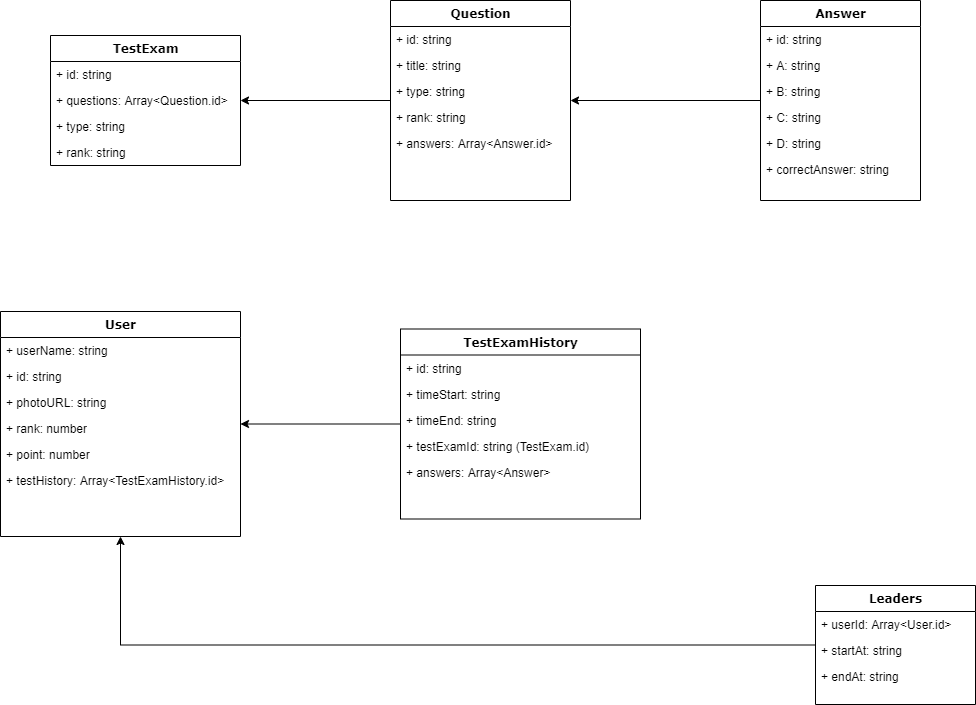 TestExam
+ id: string
+ questions: Array<Question.id>
+ type: string
+ rank: string
Question
+ id: string
+ title: string
+ type: string
+ rank: string
+ answers: Array<Answer.id>
Answer
+ id: string
+ A: string
+ B: string
+ C: string
+ D: string
+ correctAnswer: string
User
+ userName: string
+ id: string
+ photoURL: string
+ rank: number
+ point: number
+ testHistory: Array<TestExamHistory.id>
TestExamHistory
+ id: string
+ timeStart: string
+ timeEnd: string
+ testExamId: string (TestExam.id)
+ answers: Array<Answer>
Leaders
+ userId: Array<User.id>
+ startAt: string
+ endAt: string